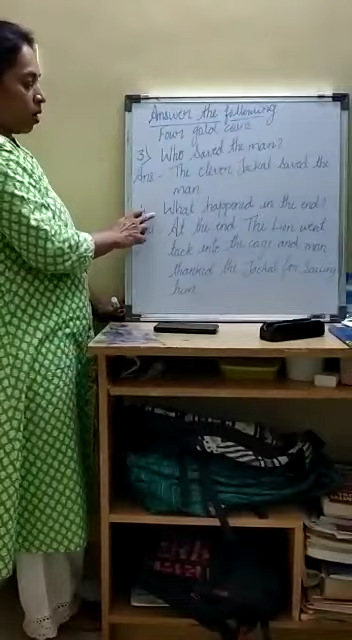 Answer the following
Four gold coins
3) Who saved the man?
Ans- The clever Jackal saved the
man
What happened in the end?
At the end The Lion went
back into the cage and man
thanked the Jackal for saving
him